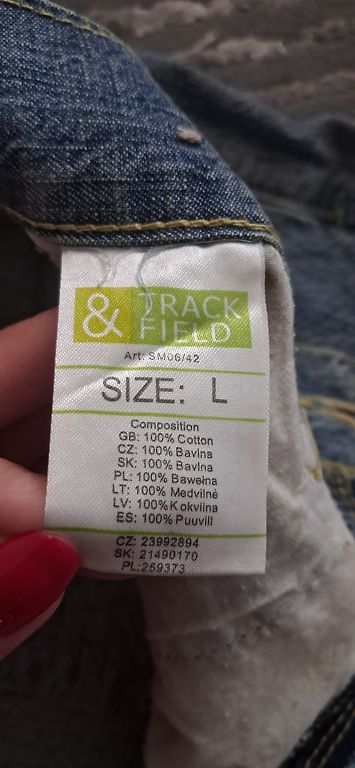 & TRACK
FIELD
Art: SM06/42
SIZE: L
Composition
GB: 100% Cotton
CZ: 100% Bavlna
SK: 100% Bavlna
PL: 100% Bawełna
LT: 100% Medvilnė
LV: 100% Kokviina
ES: 100% Puuvill
CZ: 23992894
SK: 21490170
PL:259373